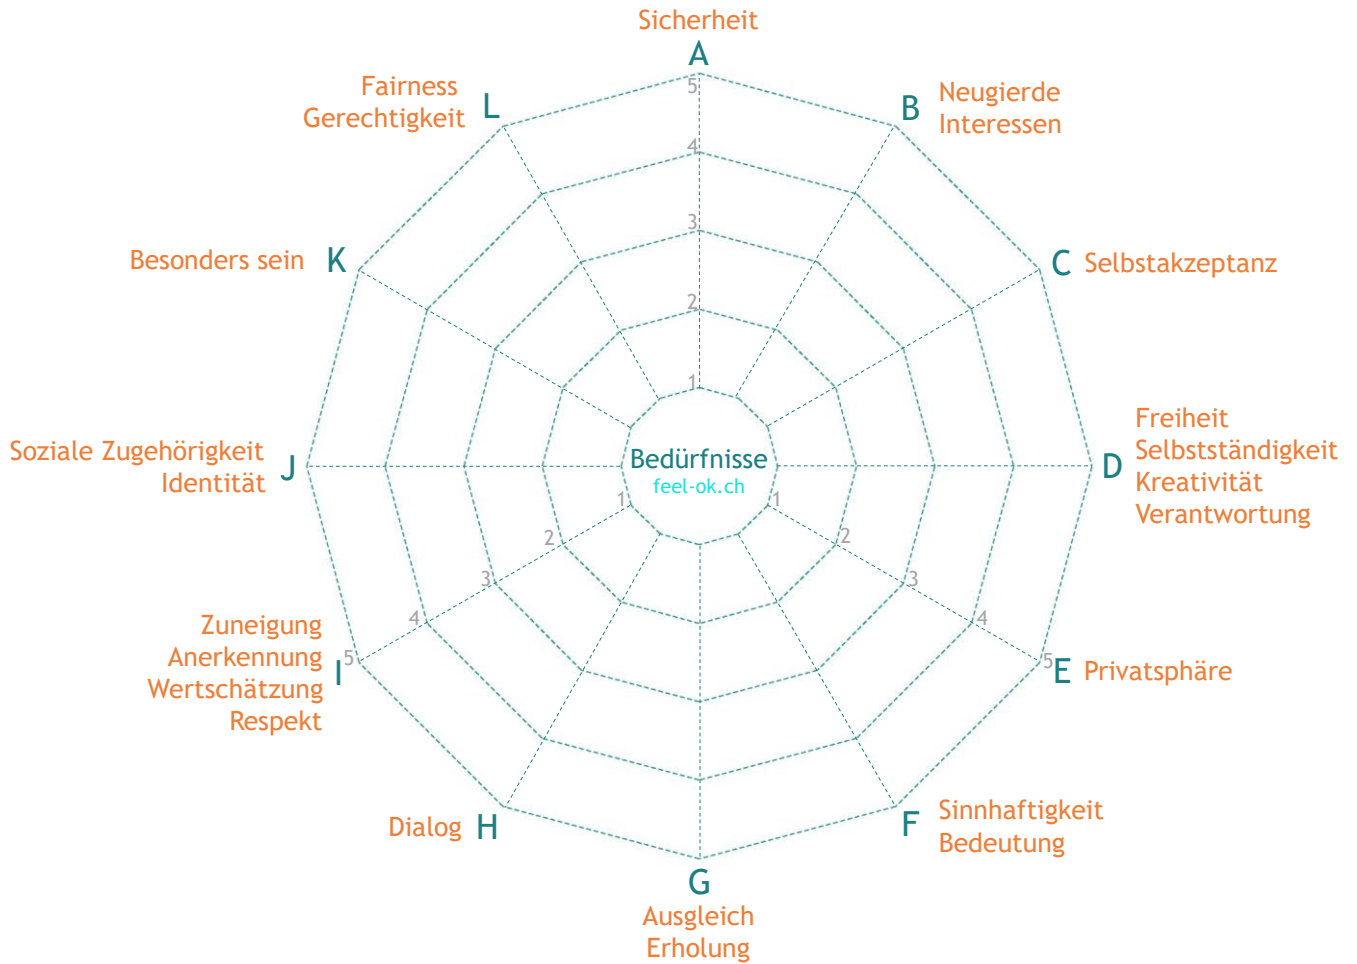 Sicherheit
A
Fairness
Gerechtigkeit
L
B
Neugierde
Interessen
5
4
3
2
1
Besonders sein
K
C
Selbstakzeptanz
Soziale Zugehörigkeit
Identität
J
Bedürfnisse
feel-ok.ch
D
Freiheit
Selbstständigkeit
Kreativität
Verantwortung
1
2
3
4
5
1
2
3
4
5
Zuneigung
Anerkennung
Wertschätzung
Respekt
I
E
Privatsphäre
Dialog
H
F
Sinnhaftigkeit
Bedeutung
G
Ausgleich
Erholung